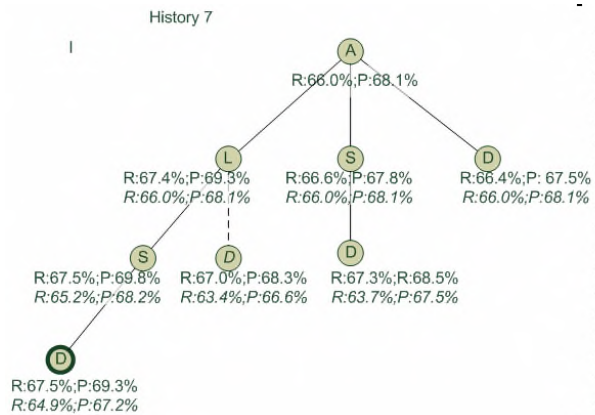 History 7
I
A
R:66.0%;P:68.1%
L
S
D
R:67.4%;P:69.3%
R:66.0%;P:68.1%
R:66.6%;P:67.8%
R:66.0%;P:68.1%
R:66.4%;P: 67.5%
R:66.0%;P:68.1%
S
D
D
R:67.5%;P:69.8%
R:65.2%;P:68.2%
R:67.0%;P:68.3%
R:63.4%;P:66.6%
R:67.3%;R:68.5%
R:63.7%;P:67.5%
D
R:67.5%;P:69.3%
R:64.9%;P:67.2%